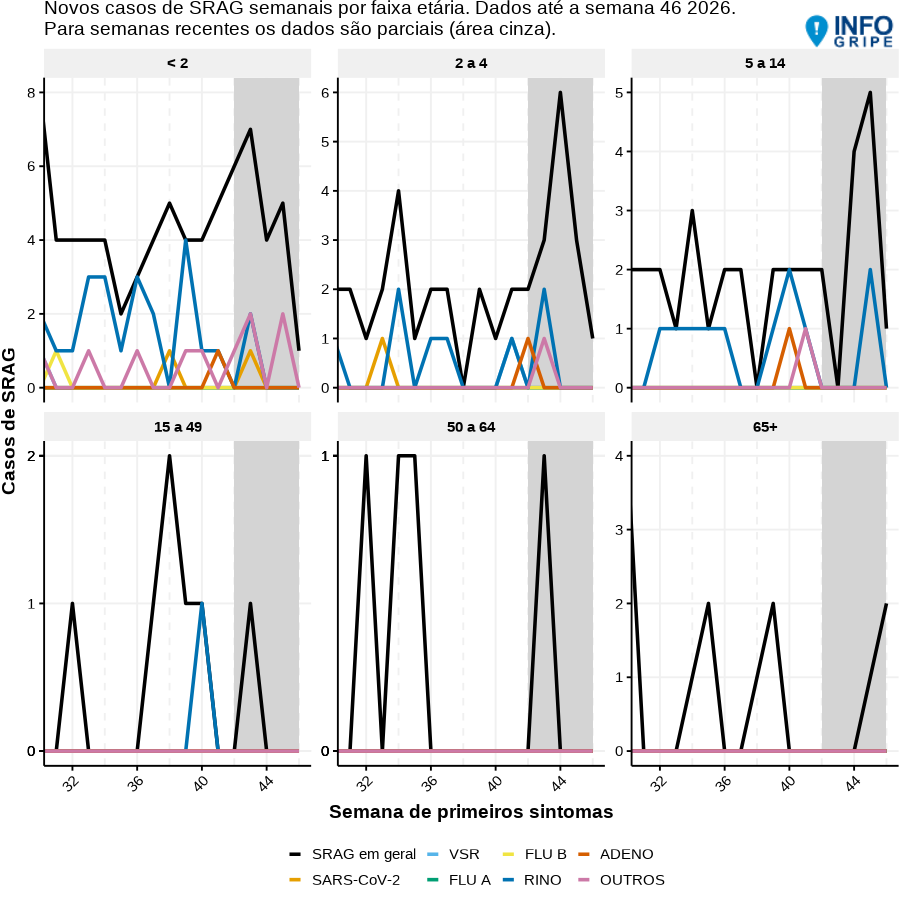 Novos casos de SRAG semanais por faixa etária. Dados até a semana 46 2026.
Para semanas recentes os dados são parciais (área cinza).
INFO
GRIPE
< 2
2 a 4
5 a 14
8
6
4
2
0
6
5
4
3
2
1
0
5
4
3
2
1
0
Casos de SRAG
15 a 49
50 a 64
65+
2
1
0
1
0
4
3
2
1
0
32 36 40 44
32 36 40 44
32 36 40 44
Semana de primeiros sintomas
SRAG em geral VSR FLU B ADENO
SARS-CoV-2 FLU A RINO OUTROS